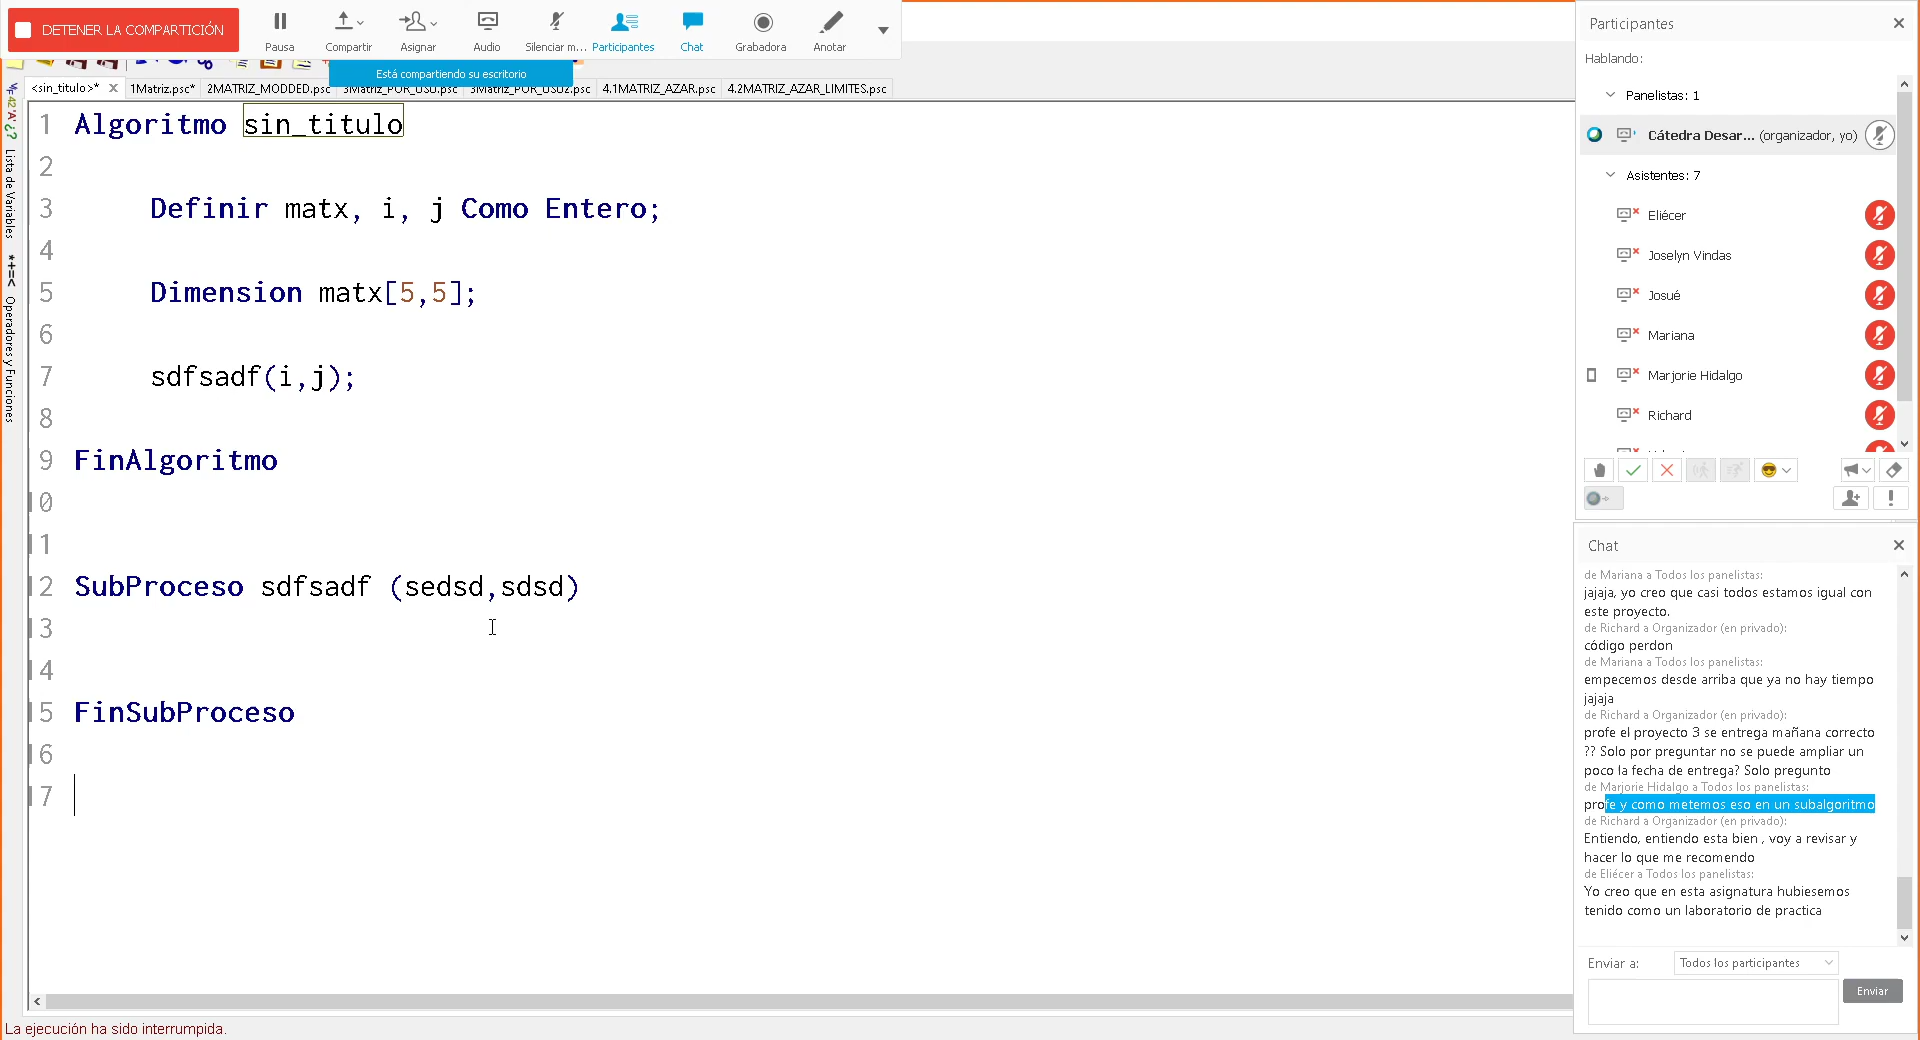 DETENER LA COMPARTICIÓN
Pausa
Compartir
Asignar
Audio
Silenciar m...
Participantes
Chat
Grabadora
Anotar
Está compartiendo su escritorio
<sin_titulo>*
1Matriz.psc*
2MATRIZ_MODDED.psc
3Matriz_POR_USU.psc
3Matriz_POR_USU2.psc
4.1MATRIZ_AZAR.psc
4.2MATRIZ_AZAR_LIMITES.psc
Lista de Variables
*+=< Operadores y Funciones
1 Algoritmo sin_titulo
2
3 Definir matx, i, j Como Entero;
4
5 Dimension matx[5,5];
6
7 sdfsadf(i,j);
8
9 FinAlgoritmo
10
11
12 SubProceso sdfsadf (sedsd,sdsd)
13
14
15 FinSubProceso
16
17
La ejecución ha sido interrumpida.
Participantes
Hablando:
Panelistas: 1
Cátedra Desar... (organizador, yo)
Asistentes: 7
Eliécer
Joselyn Vindas
Josué
Mariana
Marjorie Hidalgo
Richard
Chat
de Mariana a Todos los panelistas:
jajaja, yo creo que casi todos estamos igual con
este proyecto.
de Richard a Organizador (en privado):
código perdon
de Mariana a Todos los panelistas:
empecemos desde arriba que ya no hay tiempo
jajaja
de Richard a Organizador (en privado):
profe el proyecto 3 se entrega mañana correcto
?? Solo por preguntar no se puede ampliar un
poco la fecha de entrega? Solo pregunto
de Marjorie Hidalgo a Todos los panelistas:
profe y como metemos eso en un subalgoritmo
de Richard a Organizador (en privado):
Entiendo, entiendo esta bien , voy a revisar y
hacer lo que me recomendo
de Eliécer a Todos los panelistas:
Yo creo que en esta asignatura hubiesemos
tenido como un laboratorio de practica
Enviar a:
Todos los participantes
Enviar